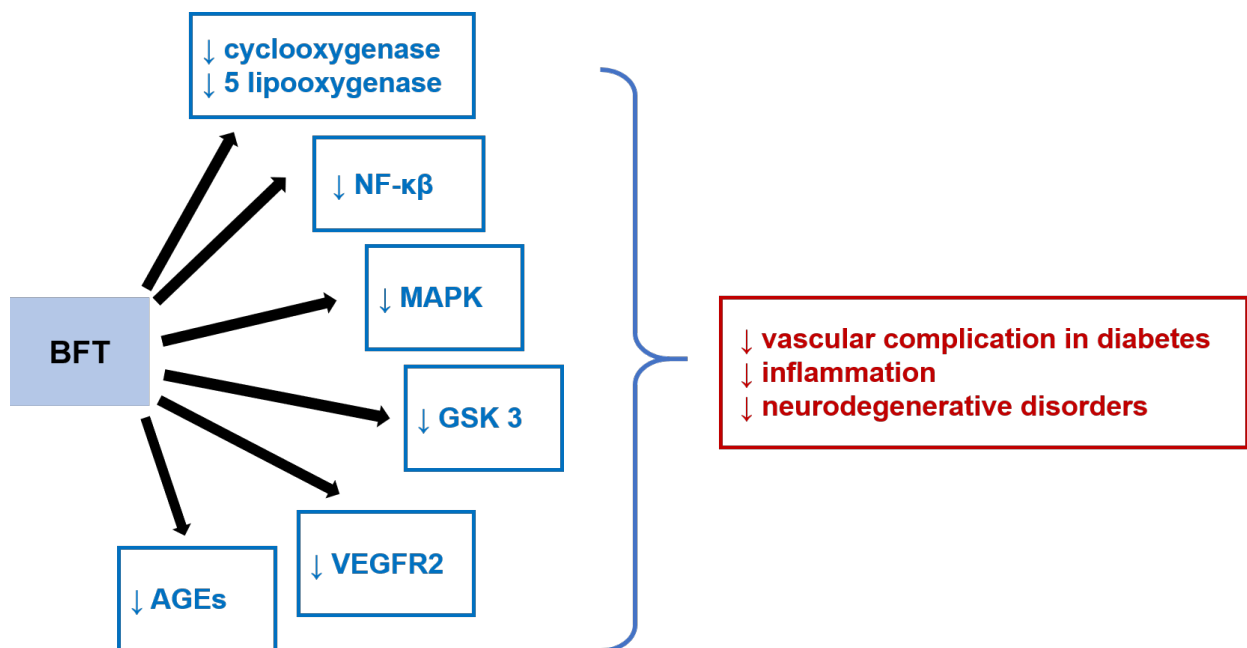 ↓ cyclooxygenase
↓ 5 lipooxygenase
↓ NF-κβ
↓ MAPK
BFT
↓ GSK 3
↓ VEGFR2
↓ AGEs
↓ vascular complication in diabetes
↓ inflammation
↓ neurodegenerative disorders